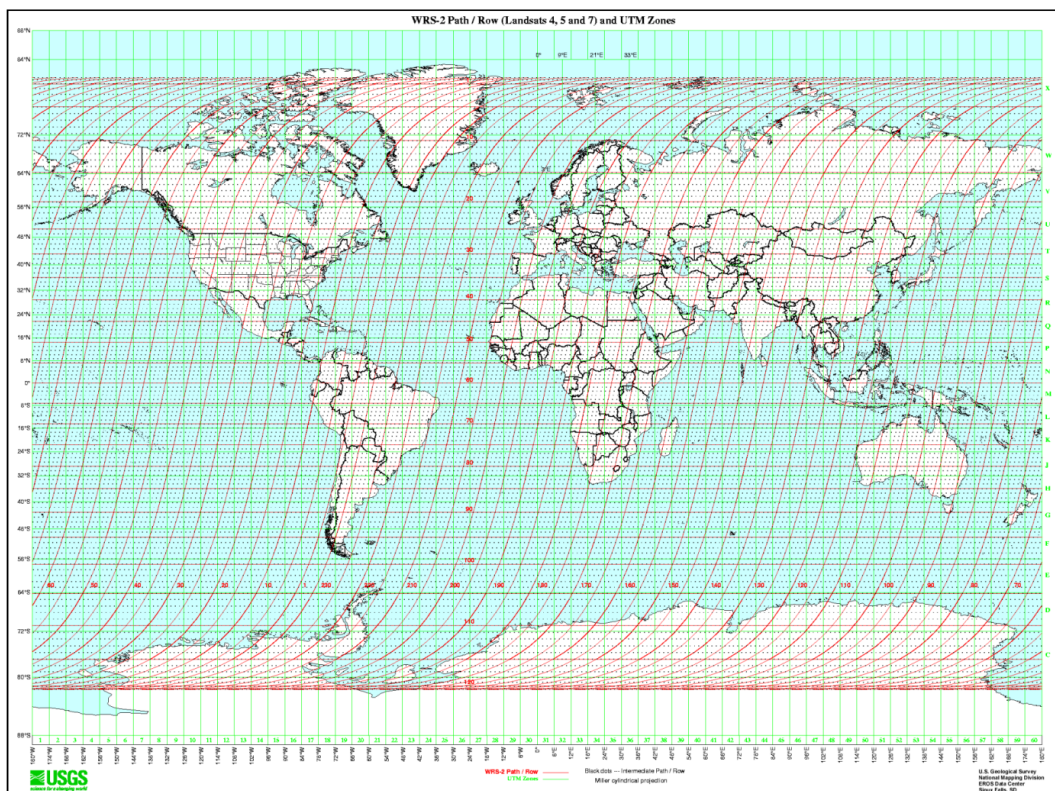 WRS-2 Path / Row (Landsats 4, 5 and 7) and UTM Zones
88°N
84°N
0° 9°E 21°E 33°E
X
72°N
W
64°N
V
20
56°N
U
48°N
30
T
40°N
S
32°N
40
R
24°N
Q
16°N
50
P
8°N
N
0°
60
M
8°S
L
16°S
70
K
24°S
80
J
32°S
H
40°S
90
G
48°S
F
56°S
100
E
60 50 40 30 20 10 1 230 220 210 200 190 180 170 160 150 140 130 120 110 100 90 80 70
64°S
110
D
72°S
C
80°S
120
88°S
1 2 3 4 5 6 7 8 9 10 11 12 13 14 15 16 17 18 19 20 21 22 23 24 25 26 27 28 29 30 31 32 33 34 35 36 37 38 39 40 41 42 43 44 45 46 47 48 49 50 51 52 53 54 55 56 57 58 59 60
USGS
science for a changing world
WRS-2 Path / Row
UTM Zones
Black dots — Intermediate Path / Row
Miller cylindrical projection
U.S. Geological Survey
National Mapping Division
EROS Data Center
Sioux Falls, SD